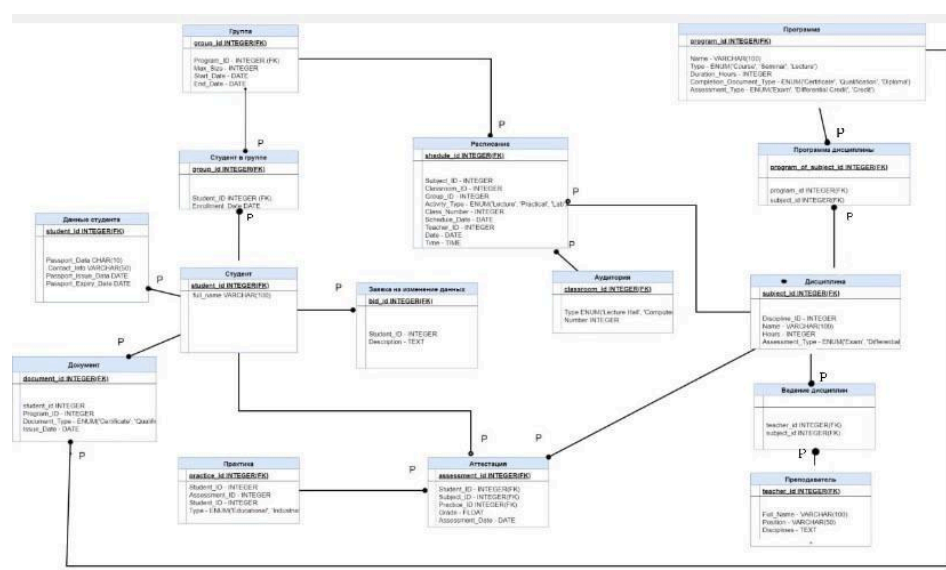 Группа
group_id INTEGER(FK)
Program_ID - INTEGER (FK)
Max_Size - INTEGER
Start_Date - DATE
End_Date - DATE
P
Студент в группе
group_id INTEGER(FK)
Student_ID INTEGER (FK)
Enrollment_Date DATE
P
Данные студента
student_id INTEGER(FK)
Passport_Data CHAR(10)
Contact_Info VARCHAR(50)
Passport_Issue_Data DATE
Passport_Expiry_Data DATE
P
Студент
student_id INTEGER(FK)
full_name VARCHAR(100)
P
Заявка на изменение данных
bid_id INTEGER(FK)
Student_ID - INTEGER
Description - TEXT
P
Документ
document_id INTEGER(FK)
student_id INTEGER
Program_ID - INTEGER
Document_Type - ENUM('Certificate', 'Qualifi
Issue_Date - DATE
P
Практика
practice_id INTEGER(FK)
Student_ID - INTEGER
Assessment_ID - INTEGER
Student_ID - INTEGER
Type - ENUM('Educational', 'Industria
P
P
P
Аттестация
assessment_id INTEGER(FK)
Student_ID - INTEGER(FK)
Subject_ID - INTEGER(FK)
Practice_ID INTEGER(FK)
Grade - FLOAT
Assessment_Date - DATE
P
Расписание
shedule_id INTEGER(FK)
Subject_ID - INTEGER
Classroom_ID - INTEGER
Group_ID - INTEGER
Activity_Type - ENUM('Lecture', 'Practical', 'Lab'
Class_Number - INTEGER
Schedule_Date - DATE
Teacher_ID - INTEGER
Date - DATE
Time - TIME
P
P
Аудитория
classroom_id INTEGER(FK)
Type ENUM('Lecture Hall', 'Compute
Number INTEGER
Программа
program_id INTEGER(FK)
Name - VARCHAR(100)
Type - ENUM('Course', 'Seminar', 'Lecture')
Duration_Hours - INTEGER
Completion_Document_Type - ENUM('Certificate', 'Qualification', 'Diploma')
Assessment_Type - ENUM('Exam', 'Differential Credit', 'Credit')
P
Программа дисциплины
program_of_subject_id INTEGER(FK)
program_id INTEGER(FK)
subject_id INTEGER(FK)
P
Дисциплина
subject_id INTEGER(FK)
Discipline_ID - INTEGER
Name - VARCHAR(100)
Hours - INTEGER
Assessment_Type - ENUM('Exam', 'Differential
P
Ведение дисциплин
teacher_id INTEGER(FK)
subject_id INTEGER(FK)
P
Преподаватель
teacher_id INTEGER(FK)
Full_Name - VARCHAR(100)
Position - VARCHAR(50)
Disciplines - TEXT